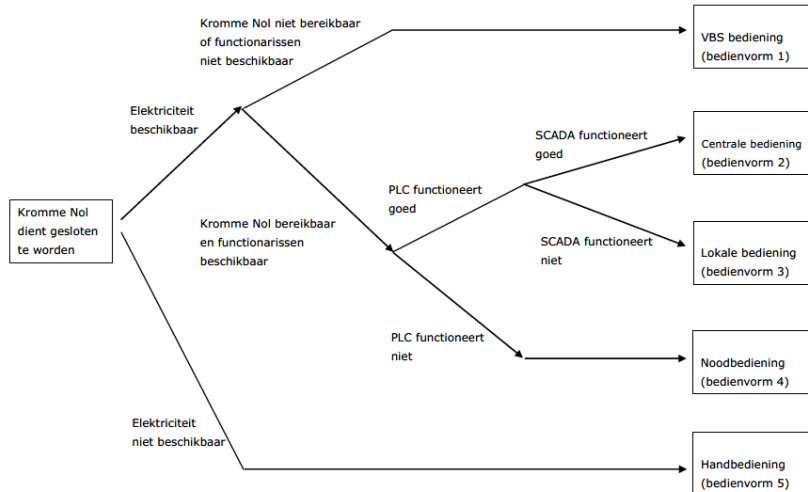 Kromme Nol niet bereikbaar
of functionarissen
niet beschikbaar
VBS bediening
(bedienvorm 1)
Elektriciteit
beschikbaar
SCADA functioneert
goed
Centrale bediening
(bedienvorm 2)
PLC functioneert
goed
Kromme Nol
dient gesloten
te worden
Kromme Nol bereikbaar
en functionarissen
beschikbaar
SCADA functioneert
niet
Lokale bediening
(bedienvorm 3)
PLC functioneert
niet
Noodbediening
(bedienvorm 4)
Elektriciteit
niet beschikbaar
Handbediening
(bedienvorm 5)